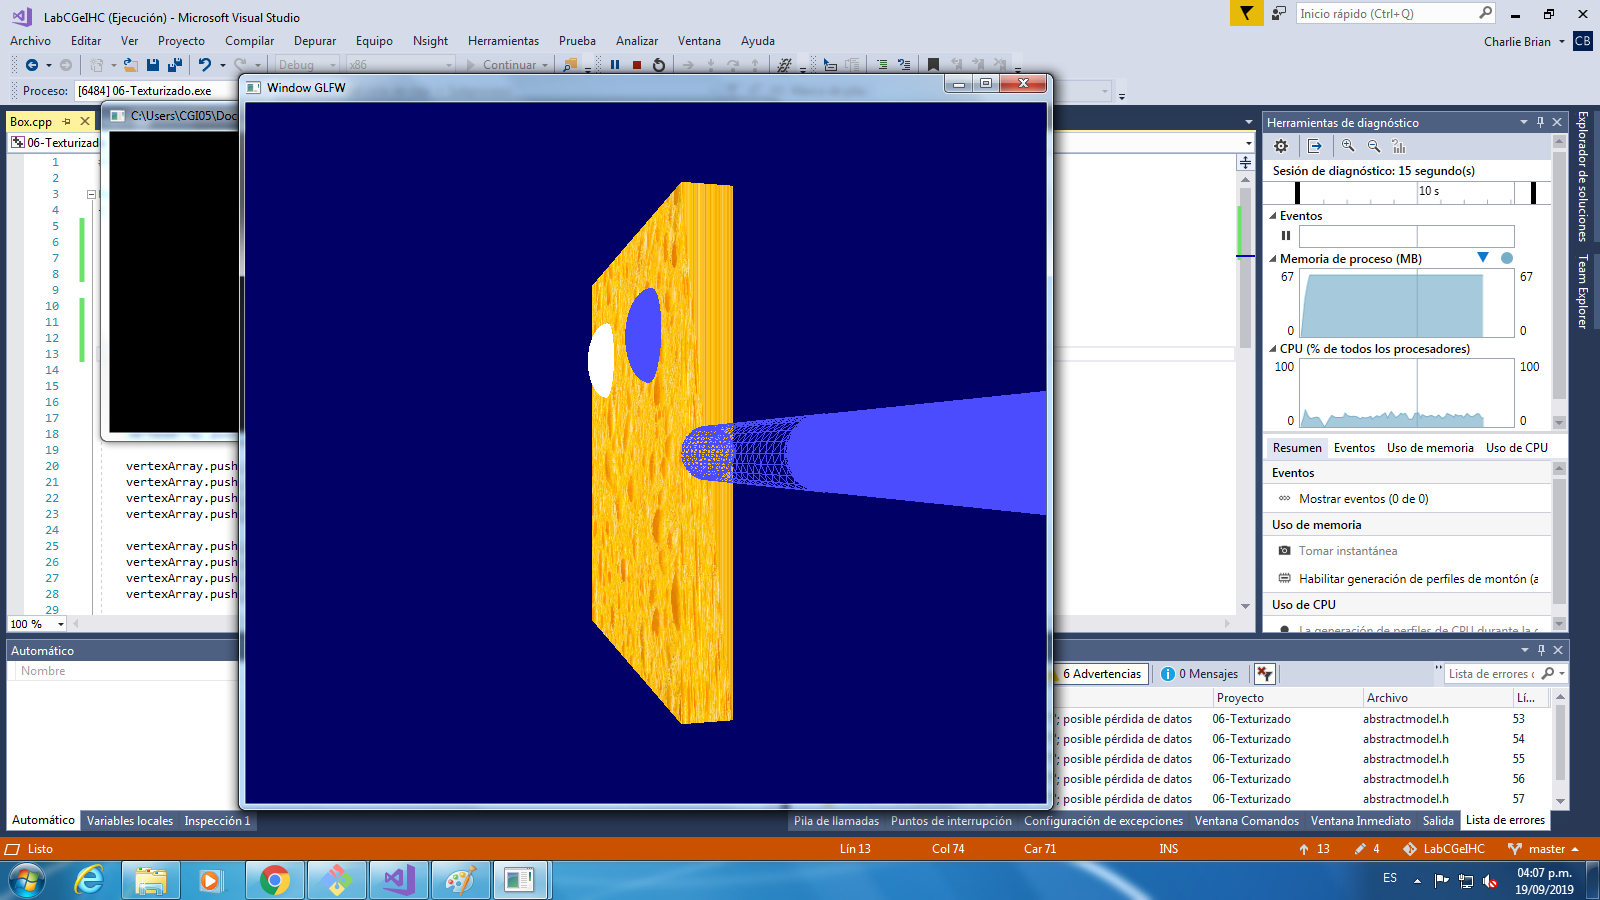 LabCGeIHC (Ejecución) - Microsoft Visual Studio
Inicio rápido (Ctrl+Q)
Archivo Editar Ver Proyecto Compilar Depurar Equipo Nsight Herramientas Prueba Analizar Ventana Ayuda
Charlie Brian CB
Debug x86 Continuar
Proceso: [6484] 06-Texturizado.exe
Window GLFW
C:\Users\CGI05\Doc
Box.cpp
06-Texturizad
1
2
3
4
5
6
7
8
9
10
11
12
13
14
15
16
17
18
19
20 vertexArray.push
21 vertexArray.push
22 vertexArray.push
23 vertexArray.push
24
25 vertexArray.push
26 vertexArray.push
27 vertexArray.push
28 vertexArray.push
29
100 %
Herramientas de diagnóstico
Sesión de diagnóstico: 15 segundo(s)
10 s
Eventos
Memoria de proceso (MB)
67 67
0 0
CPU (% de todos los procesadores)
100 100
0 0
Resumen Eventos Uso de memoria Uso de CPU
Eventos
Mostrar eventos (0 de 0)
Uso de memoria
Tomar instantánea
Habilitar generación de perfiles de montón (a
Uso de CPU
La generación de perfiles de CPU durante la
Explorador de soluciones
Team Explorer
Automático
Nombre
6 Advertencias 0 Mensajes
Lista de errores
Proyecto Archivo Lí...
"; posible pérdida de datos 06-Texturizado abstractmodel.h 53
"; posible pérdida de datos 06-Texturizado abstractmodel.h 54
"; posible pérdida de datos 06-Texturizado abstractmodel.h 55
"; posible pérdida de datos 06-Texturizado abstractmodel.h 56
"; posible pérdida de datos 06-Texturizado abstractmodel.h 57
Automático Variables locales Inspección 1
Pila de llamadas Puntos de interrupción Configuración de excepciones Ventana Comandos Ventana Inmediato Salida Lista de errores
Listo Lín 13 Col 74 Car 71 INS 13 4 LabCGeIHC master
ES
04:07 p.m.
19/09/2019